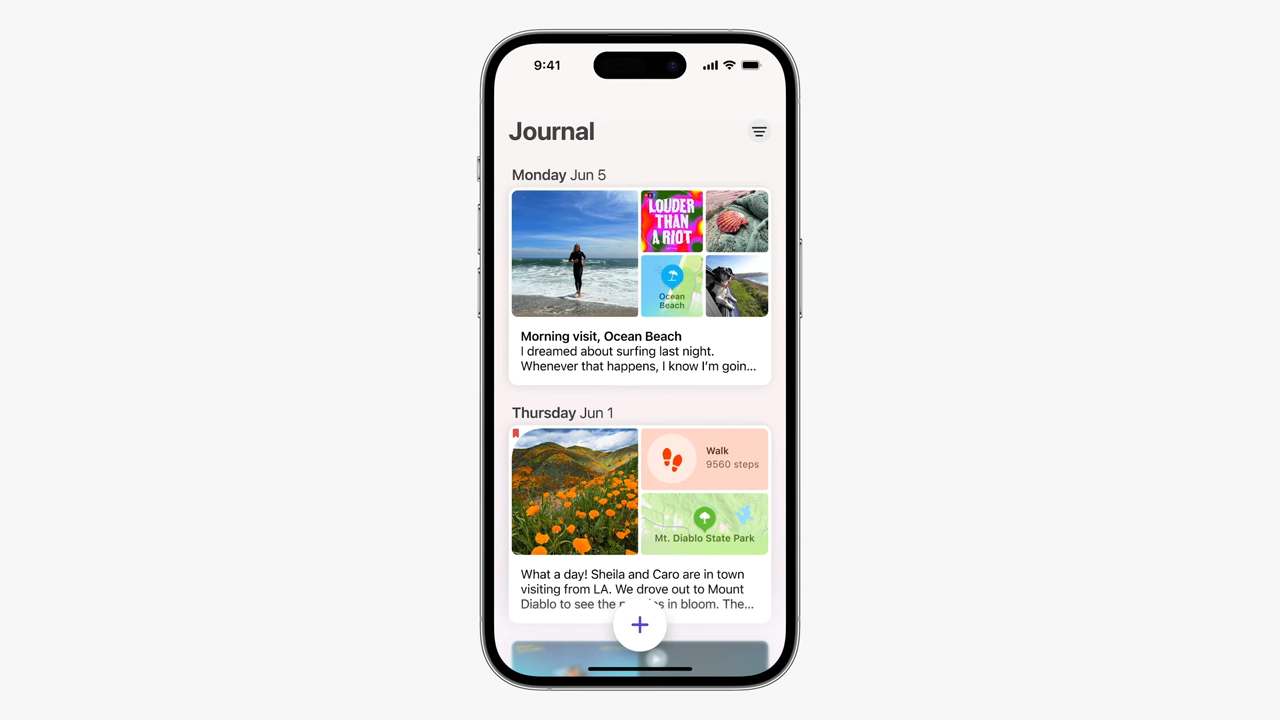 9:41
Journal
Monday Jun 5
LOUDER
THAN
A RIOT
Ocean
Beach
Morning visit, Ocean Beach
I dreamed about surfing last night.
Whenever that happens, I know I'm goin...
Thursday Jun 1
Walk
9560 steps
Mt. Diablo State Park
What a day! Sheila and Caro are in town
visiting from LA. We drove out to Mount
Diablo to see the in bloom. The...